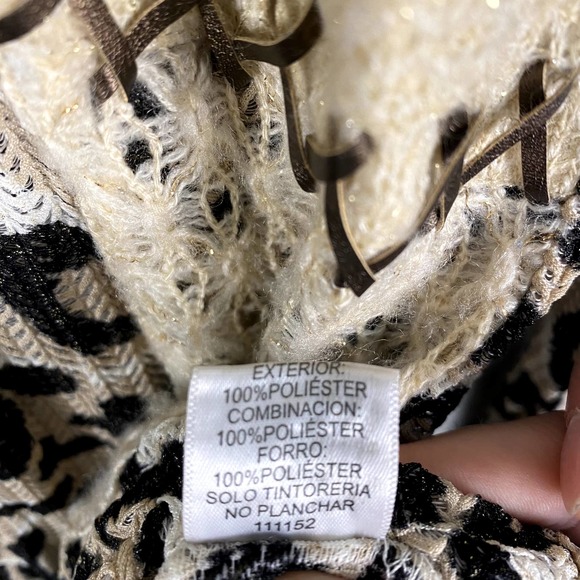 EXTERIOR:
100%POLIÉSTER
COMBINACION:
100%POLIÉSTER
FORRO:
100%POLIÉSTER
SOLO TINTORERIA
NO PLANCHAR
111152